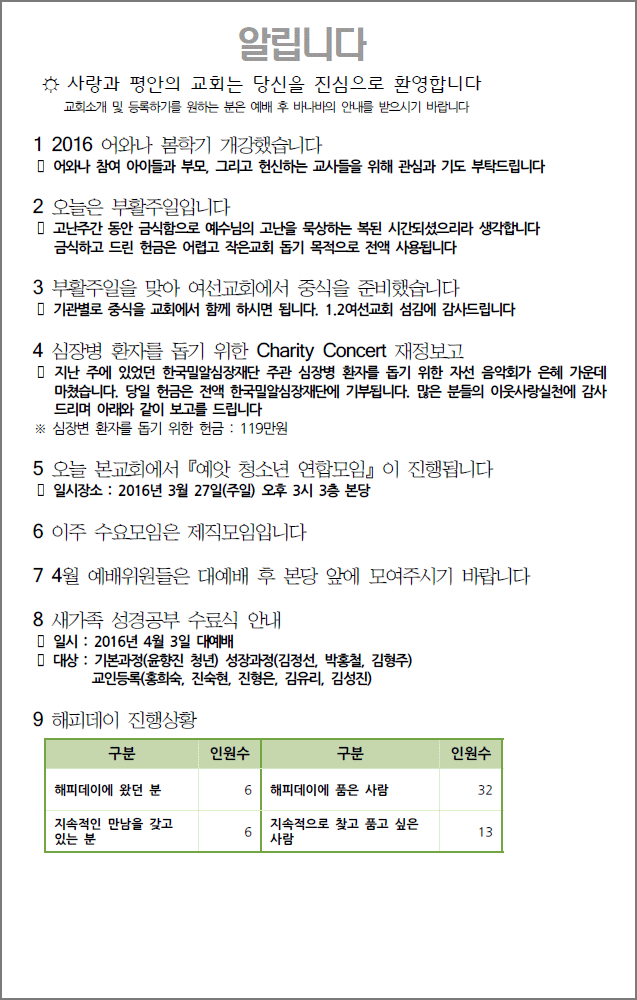 알립니다
☼ 사랑과 평안의 교회는 당신을 진심으로 환영합니다
교회소개 및 등록하기를 원하는 분은 예배 후 바나바의 안내를 받으시기 바랍니다
1 2016 어와나 봄학기 개강했습니다
▯ 어와나 참여 아이들과 부모, 그리고 헌신하는 교사들을 위해 관심과 기도 부탁드립니다
2 오늘은 부활주일입니다
▯ 고난주간 동안 금식함으로 예수님의 고난을 묵상하는 복된 시간되셨으리라 생각합니다
금식하고 드린 헌금은 어렵고 작은교회 돕기 목적으로 전액 사용됩니다
3 부활주일을 맞아 여선교회에서 중식을 준비했습니다
▯ 기관별로 중식을 교회에서 함께 하시면 됩니다. 1.2여선교회 섬김에 감사드립니다
4 심장병 환자를 돕기 위한 Charity Concert 재정보고
▯ 지난 주에 있었던 한국밀알심장재단 주관 심장병 환자를 돕기 위한 자선 음악회가 은혜 가운데
마쳤습니다. 당일 헌금은 전액 한국밀알심장재단에 기부됩니다. 많은 분들의 이웃사랑실천에 감사
드리며 아래와 같이 보고를 드립니다
※ 심장변 환자를 돕기 위한 헌금 : 119만원
5 오늘 본교회에서 『예앗 청소년 연합모임』 이 진행됩니다
▯ 일시장소 : 2016년 3월 27일(주일) 오후 3시 3층 본당
6 이주 수요모임은 제직모임입니다
7 4월 예배위원들은 대예배 후 본당 앞에 모여주시기 바랍니다
8 새가족 성경공부 수료식 안내
▯ 일시 : 2016년 4월 3일 대예배
▯ 대상 : 기본과정(윤향진 청년) 성장과정(김정선, 박홍철, 김형주)
교인등록(홍희숙, 진숙현, 진형은, 김유리, 김성진)
9 해피데이 진행상황
구분 인원수 구분 인원수
해피데이에 왔던 분 6 해피데이에 품은 사람 32
지속적인 만남을 갖고 있는 분 6 지속적으로 찾고 품고 싶은 사람 13